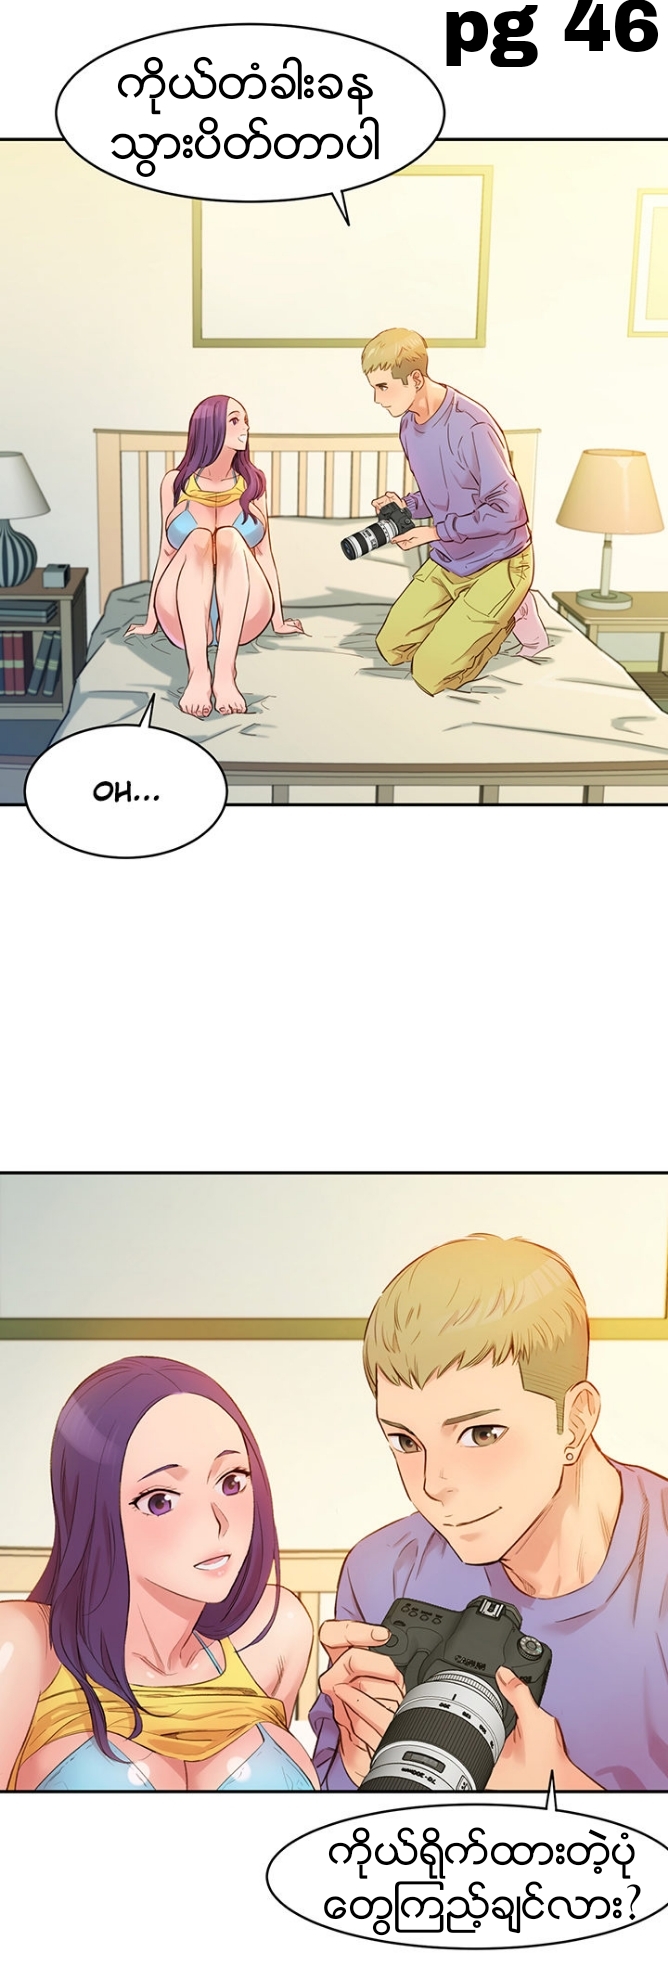 pg 46
ကိုယ်တံခါးခန
သွားပိတ်တာပါ
OH...
ကိုယ်ရိုက်ထားတဲ့ပုံ
တွေကြည့်ချင်လား?